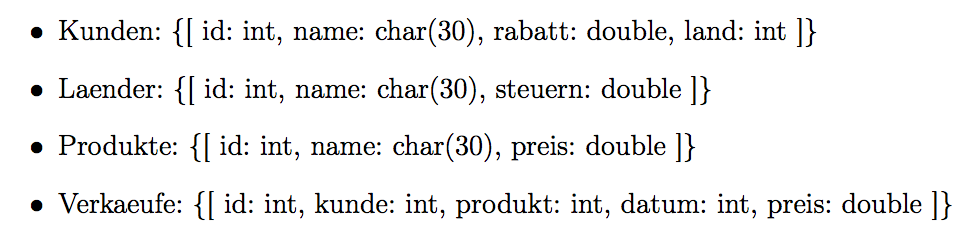 • Kunden: {[ id: int, name: char(30), rabatt: double, land: int ]}
• Laender: {[ id: int, name: char(30), steuern: double ]}
• Produkte: {[ id: int, name: char(30), preis: double ]}
• Verkaeufe: {[ id: int, kunde: int, produkt: int, datum: int, preis: double ]}